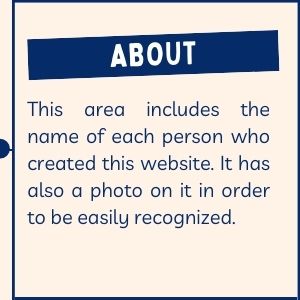 ABOUT
This area includes the
name of each person who
created this website. It has
also a photo on it in order
to be easily recognized.